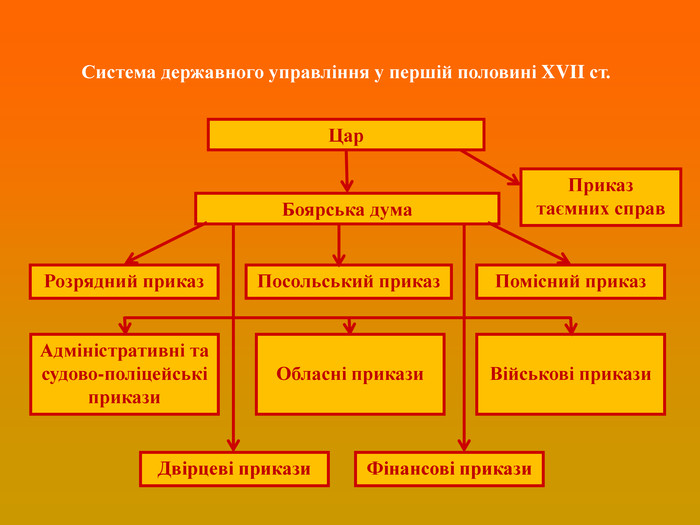 Система державного управління у першій половині XVII ст.
Цар
Приказ
таємних справ
Боярська дума
Розрядний приказ
Посольський приказ
Помісний приказ
Адміністративні та
судово-поліцейські
прикази
Обласні прикази
Військові прикази
Двірцеві прикази
Фінансові прикази